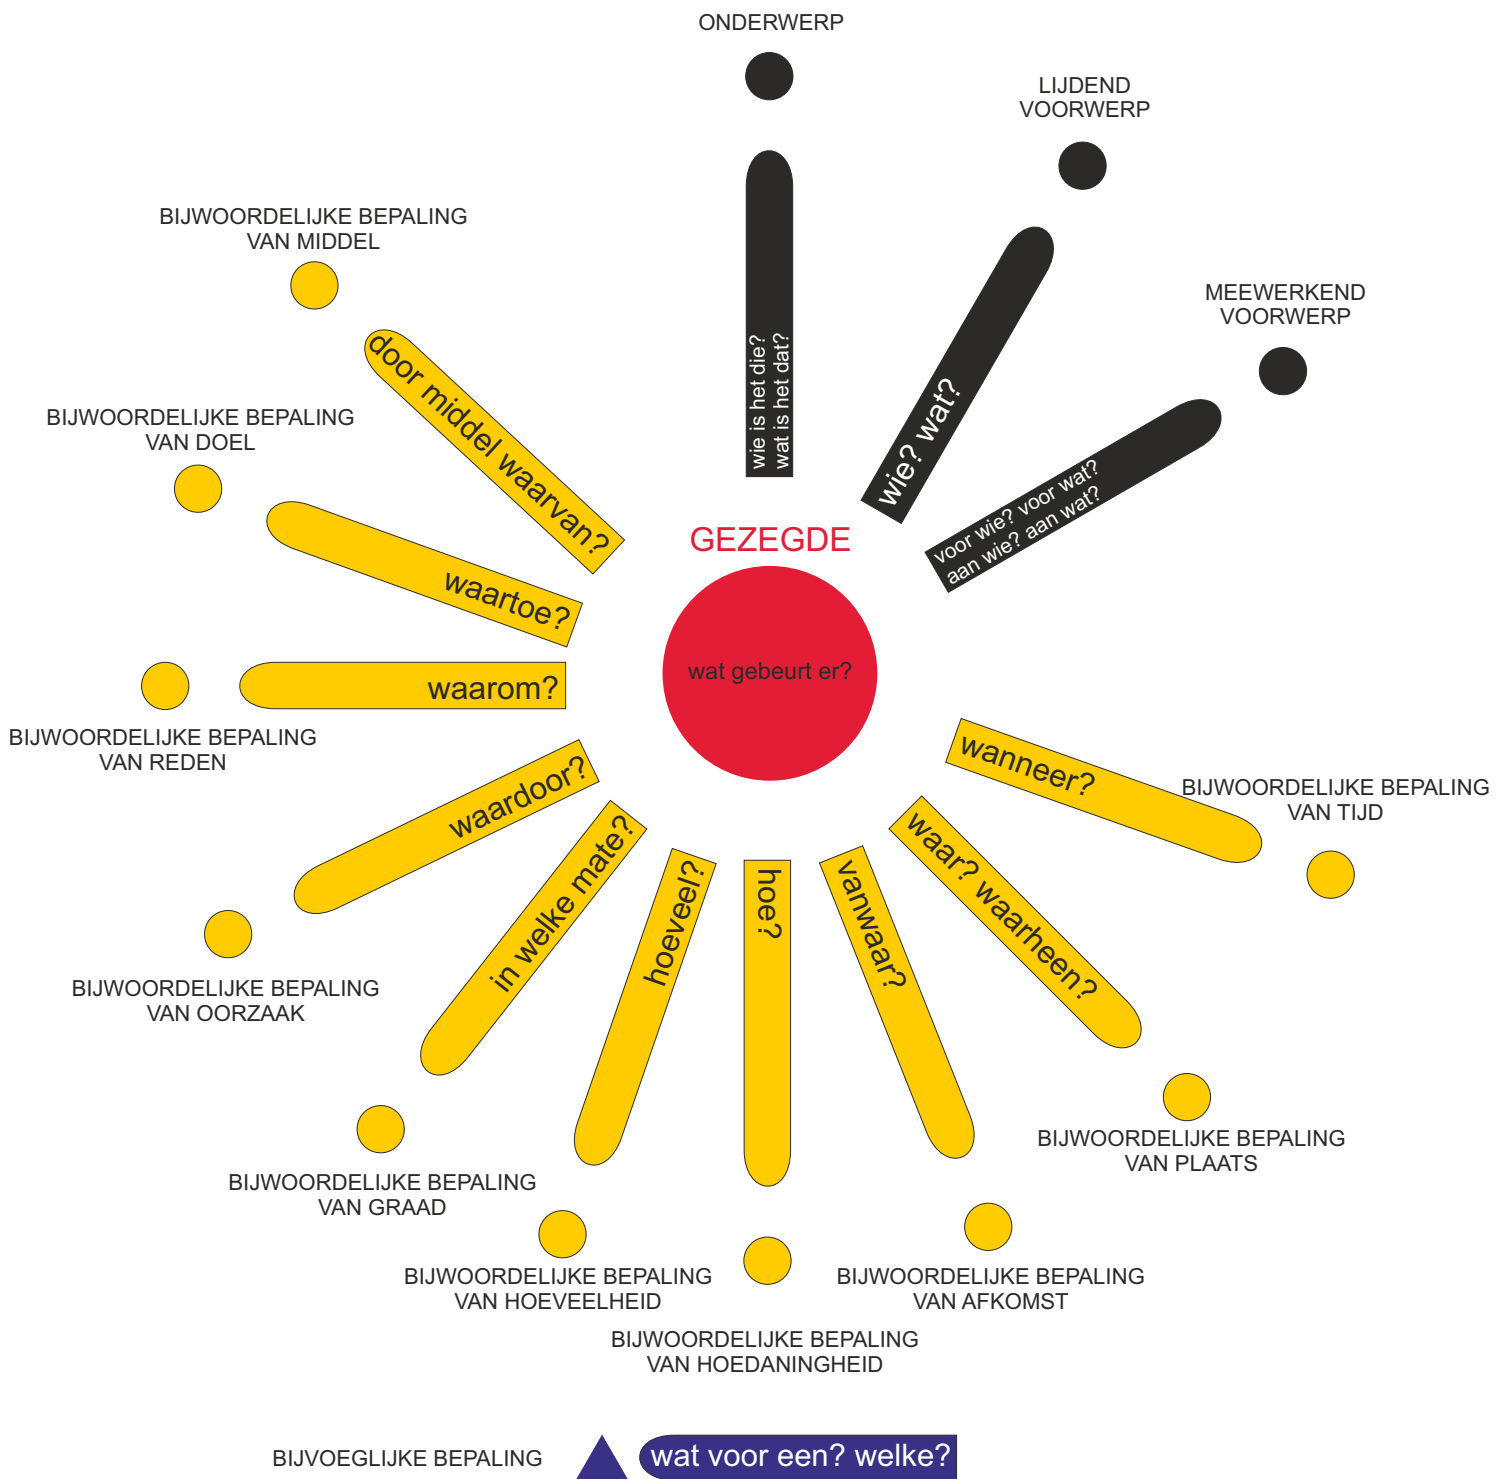 ONDERWERP
wie is het die?
wat is het dat?
LIJDEND
VOORWERP
wie? wat?
MEEWERKEND
VOORWERP
voor wie? voor wat?
aan wie? aan wat?
GEZEGDE
wat gebeurt er?
wanneer?
BIJWOORDELIJKE BEPALING
VAN TIJD
waar? waarheen?
BIJWOORDELIJKE BEPALING
VAN PLAATS
vanwaar?
BIJWOORDELIJKE BEPALING
VAN AFKOMST
hoe?
BIJWOORDELIJKE BEPALING
VAN HOEDANINGHEID
hoeveel?
BIJWOORDELIJKE BEPALING
VAN HOEVEELHEID
in welke mate?
BIJWOORDELIJKE BEPALING
VAN GRAAD
waardoor?
BIJWOORDELIJKE BEPALING
VAN OORZAAK
waarom?
BIJWOORDELIJKE BEPALING
VAN REDEN
waartoe?
BIJWOORDELIJKE BEPALING
VAN DOEL
door middel waarvan?
BIJWOORDELIJKE BEPALING
VAN MIDDEL
BIJVOEGLIJKE BEPALING
wat voor een? welke?